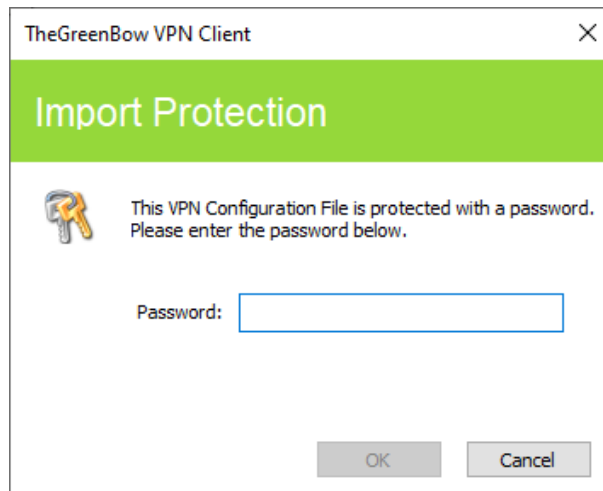 TheGreenBow VPN Client
Import Protection
This VPN Configuration File is protected with a password.
Please enter the password below.
Password:
OK
Cancel